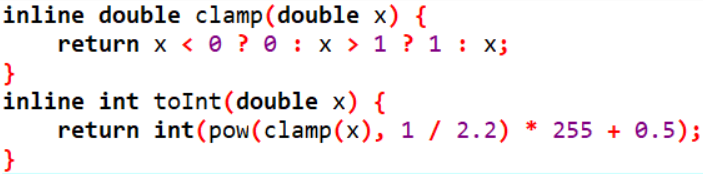 inline double clamp(double x) {
    return x < 0 ? 0 : x > 1 ? 1 : x;
}
inline int toInt(double x) {
    return int(pow(clamp(x), 1 / 2.2) * 255 + 0.5);
}